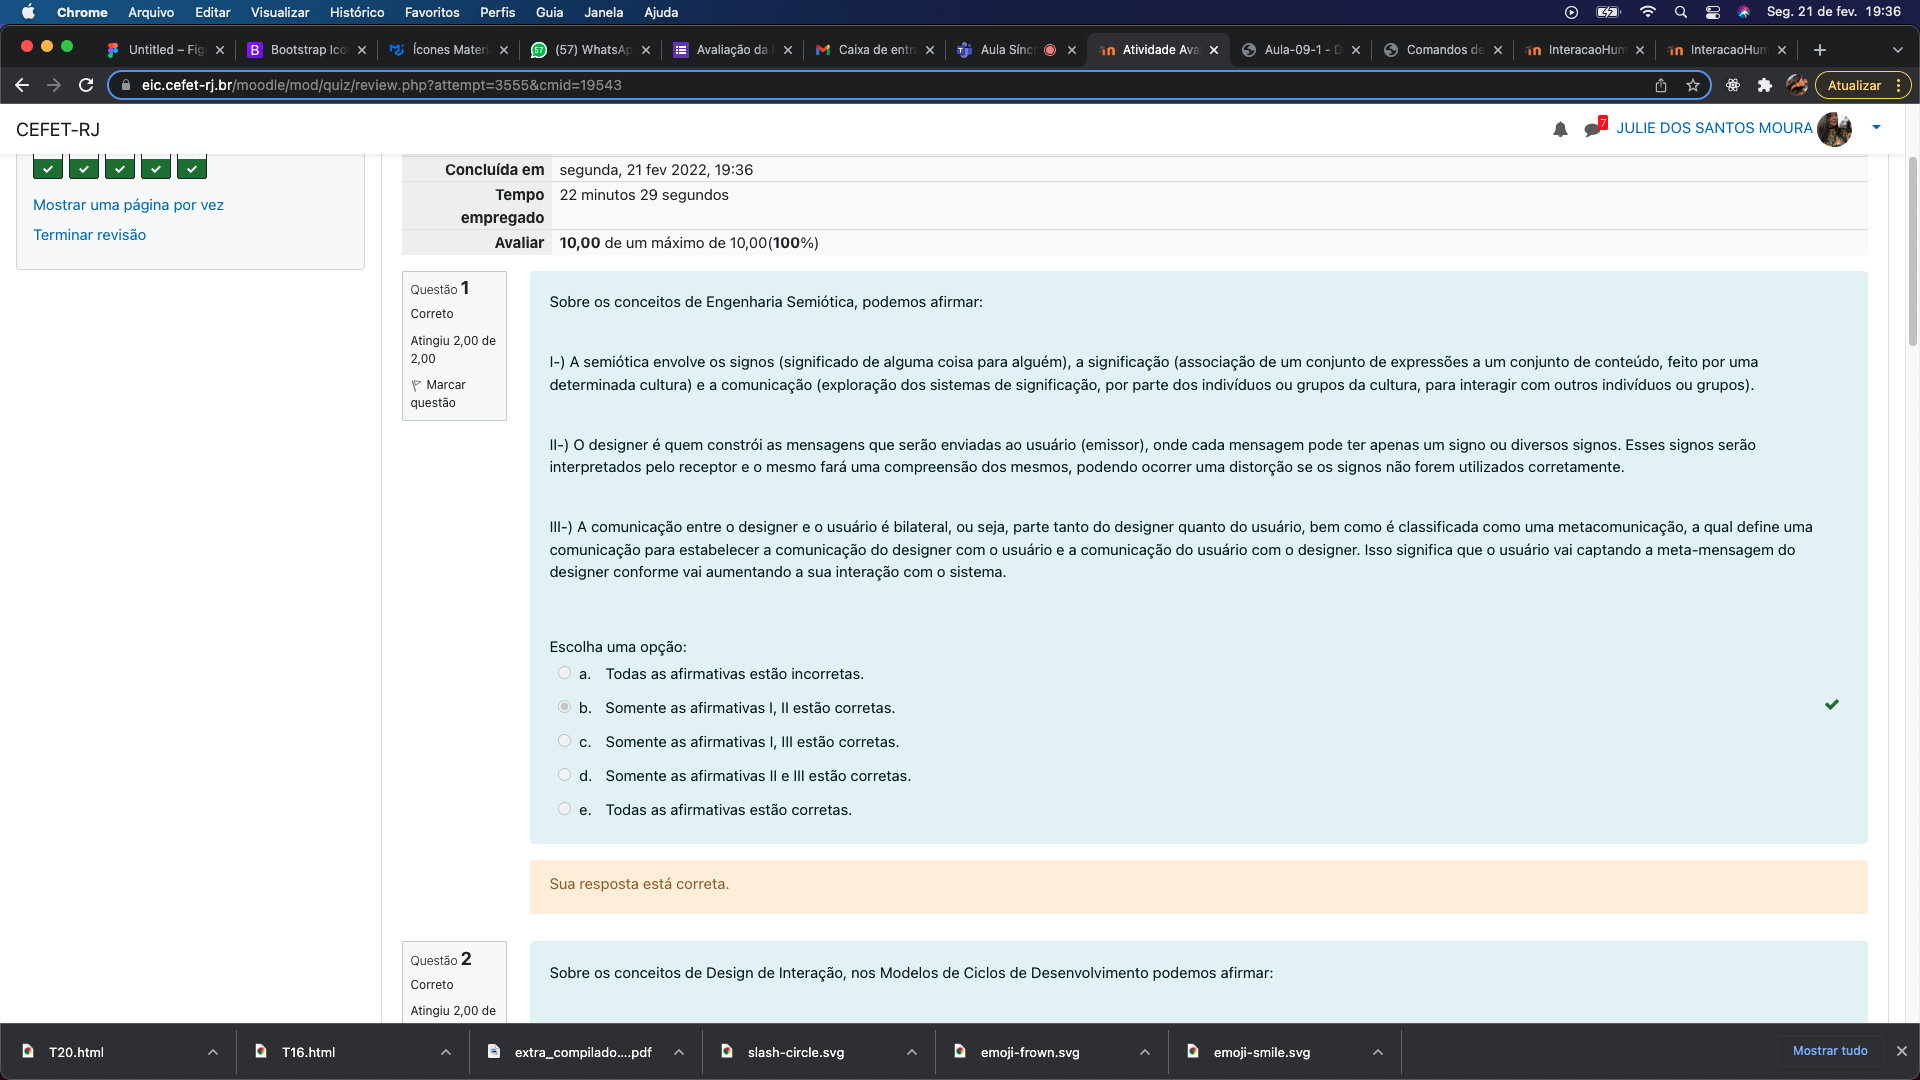 Chrome Arquivo Editar Visualizar Histórico Favoritos Perfis Guia Janela Ajuda Seg. 21 de fev. 19:36
Untitled – Fig Bootstrap Ico Ícones Materi (57) WhatsAp Avaliação da Caixa de entr Aula Sínc Atividade Ava Aula-09-1 - D Comandos de InteracaoHum InteracaoHum
eic.cefet-rj.br/moodle/mod/quiz/review.php?attempt=3555&cmid=19543 Atualizar
CEFET-RJ 7 JULIE DOS SANTOS MOURA
Mostrar uma página por vez
Terminar revisão
Concluída em segunda, 21 fev 2022, 19:36
Tempo empregado 22 minutos 29 segundos
Avaliar 10,00 de um máximo de 10,00(100%)
Questão 1
Correto
Atingiu 2,00 de
2,00
Marcar
questão
Sobre os conceitos de Engenharia Semiótica, podemos afirmar:
I-) A semiótica envolve os signos (significado de alguma coisa para alguém), a significação (associação de um conjunto de expressões a um conjunto de conteúdo, feito por uma
determinada cultura) e a comunicação (exploração dos sistemas de significação, por parte dos indivíduos ou grupos da cultura, para interagir com outros indivíduos ou grupos).
II-) O designer é quem constrói as mensagens que serão enviadas ao usuário (emissor), onde cada mensagem pode ter apenas um signo ou diversos signos. Esses signos serão
interpretados pelo receptor e o mesmo fará uma compreensão dos mesmos, podendo ocorrer uma distorção se os signos não forem utilizados corretamente.
III-) A comunicação entre o designer e o usuário é bilateral, ou seja, parte tanto do designer quanto do usuário, bem como é classificada como uma metacomunicação, a qual define uma
comunicação para estabelecer a comunicação do designer com o usuário e a comunicação do usuário com o designer. Isso significa que o usuário vai captando a meta-mensagem do
designer conforme vai aumentando a sua interação com o sistema.
Escolha uma opção:
a. Todas as afirmativas estão incorretas.
b. Somente as afirmativas I, II estão corretas.
c. Somente as afirmativas I, III estão corretas.
d. Somente as afirmativas II e III estão corretas.
e. Todas as afirmativas estão corretas.
Sua resposta está correta.
Questão 2
Correto
Atingiu 2,00 de
Sobre os conceitos de Design de Interação, nos Modelos de Ciclos de Desenvolvimento podemos afirmar:
T20.html T16.html extra_compilado....pdf slash-circle.svg emoji-frown.svg emoji-smile.svg Mostrar tudo